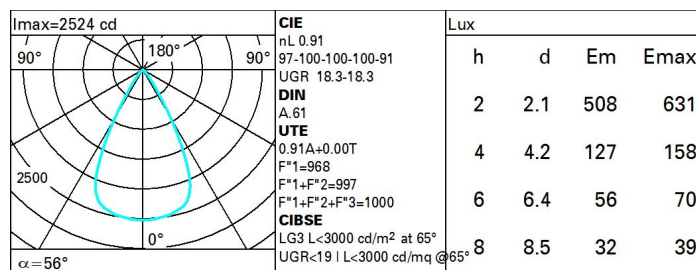 Imax=2524 cd
90° 180° 90°
2500
0°
α=56°
CIE
nL 0.91
97-100-100-100-91
UGR 18.3-18.3
DIN
A.61
UTE
0.91A+0.00T
F"1=968
F"1+F"2=997
F"1+F"2+F"3=1000
CIBSE
LG3 L<3000 cd/m² at 65°
UGR<19 | L<3000 cd/mq @65°
Lux
h d Em Emax
2 2.1 508 631
4 4.2 127 158
6 6.4 56 70
8 8.5 32 39